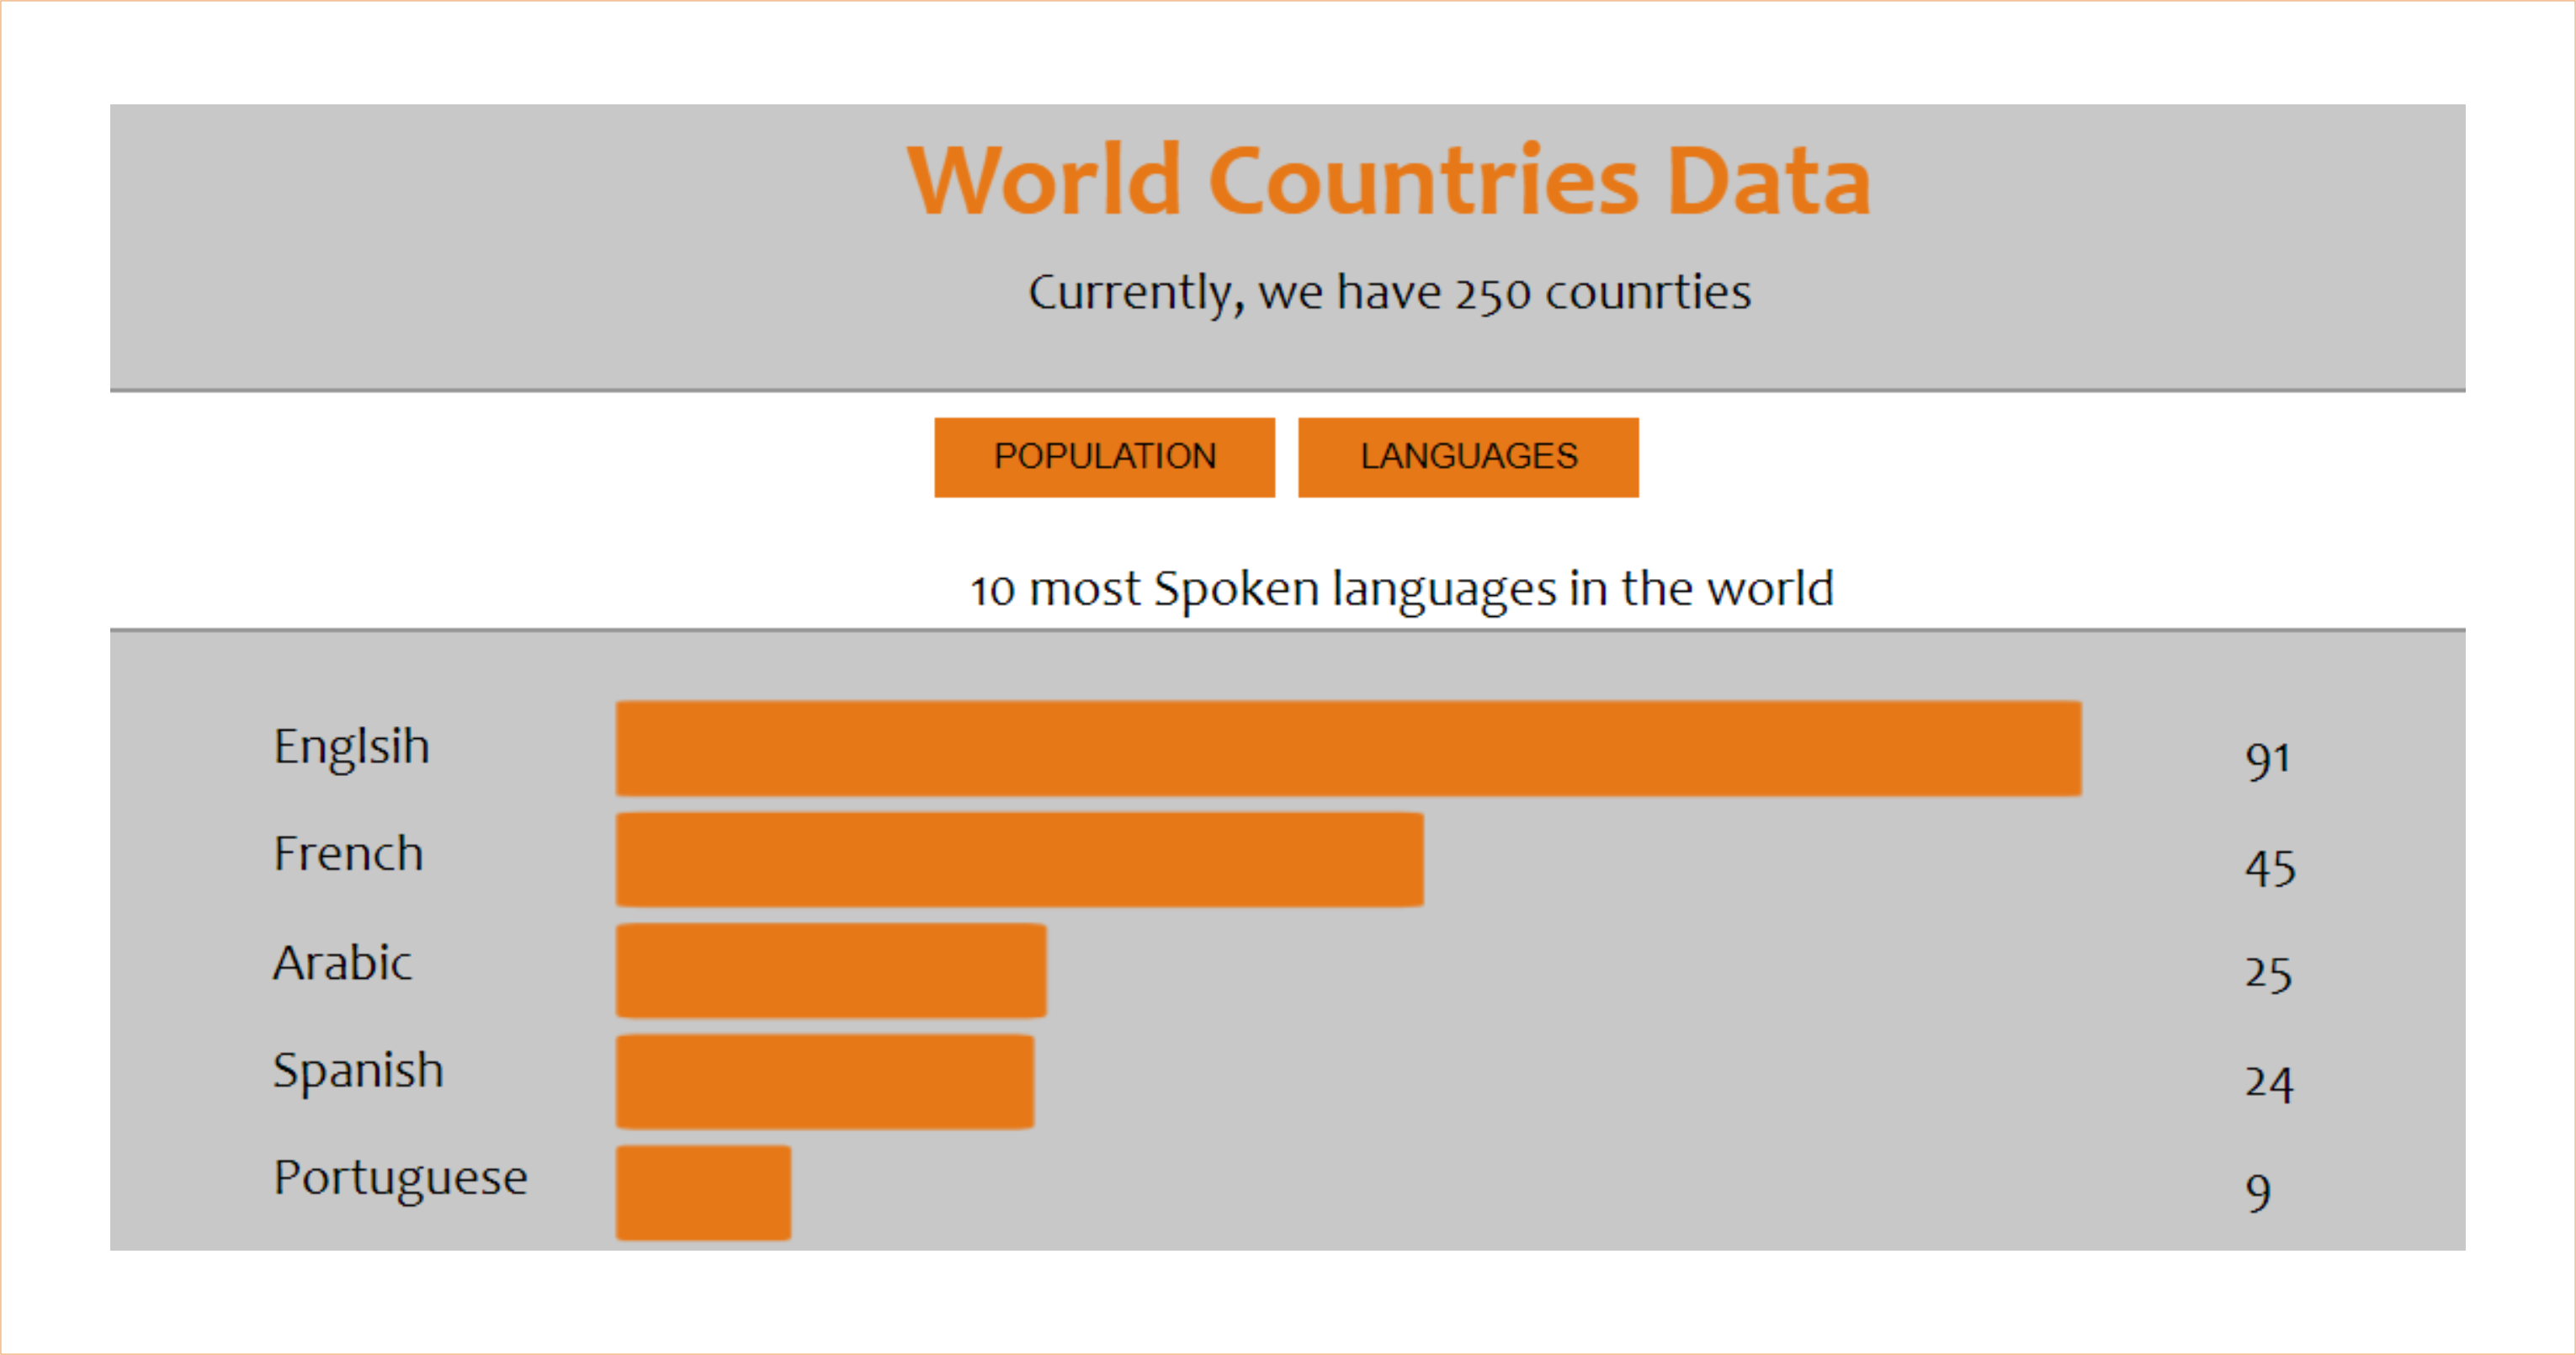 World Countries Data
Currently, we have 250 counrties
POPULATION LANGUAGES
10 most Spoken languages in the world
Englsih 91
French 45
Arabic 25
Spanish 24
Portuguese 9